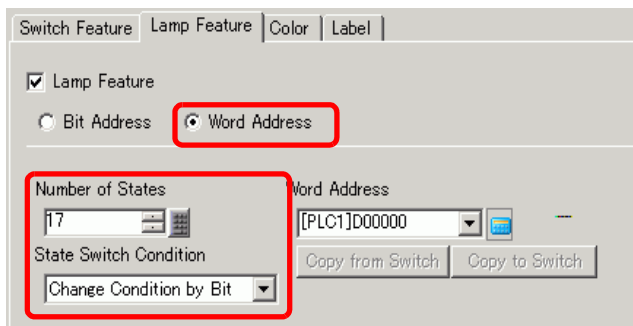 Switch Feature Lamp Feature Color Label
Lamp Feature
Bit Address Word Address
Number of States Word Address
17 [PLC1]D00000
State Switch Condition Copy from Switch Copy to Switch
Change Condition by Bit